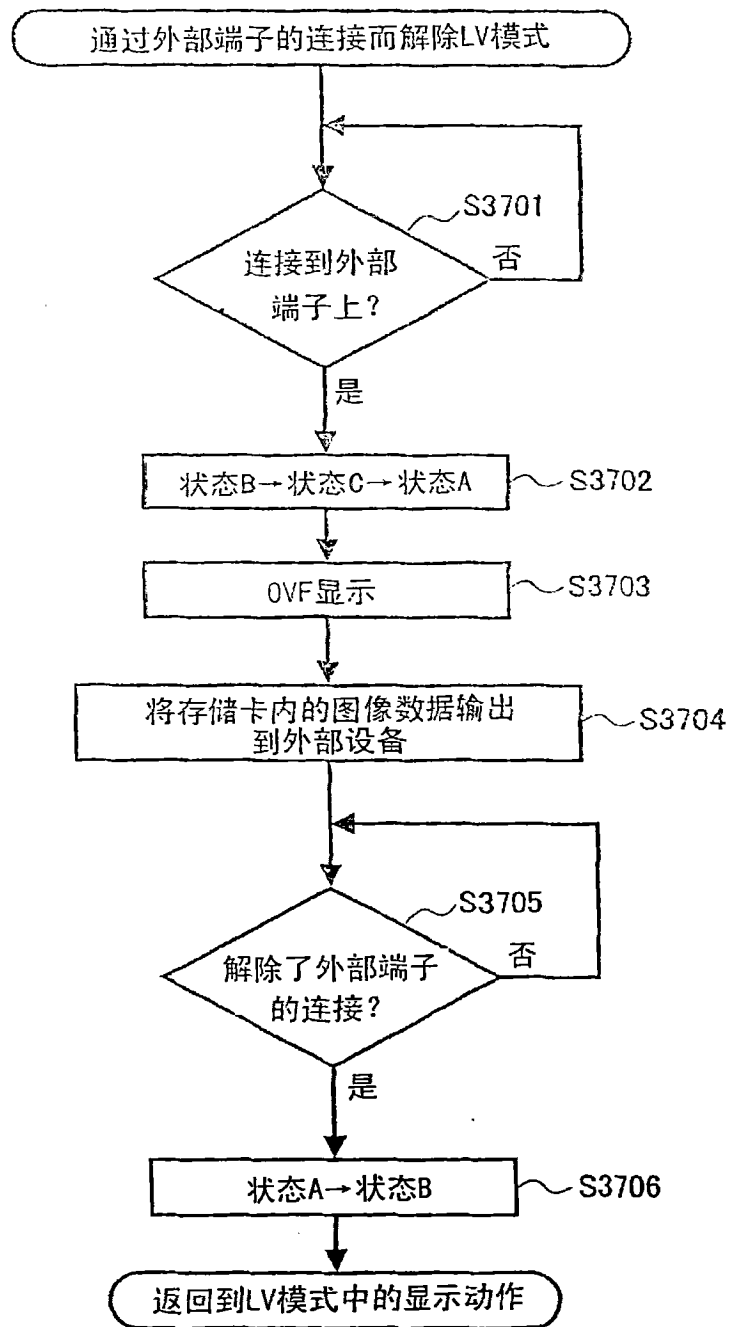 通过外部端子的连接而解除LV模式
S3701
连接到外部
端子上？
否
是
状态B→状态C→状态A
S3702
OVF显示
S3703
将存储卡内的图像数据输出
到外部设备
S3704
S3705
解除了外部端子
的连接？
否
是
状态A→状态B
S3706
返回到LV模式中的显示动作